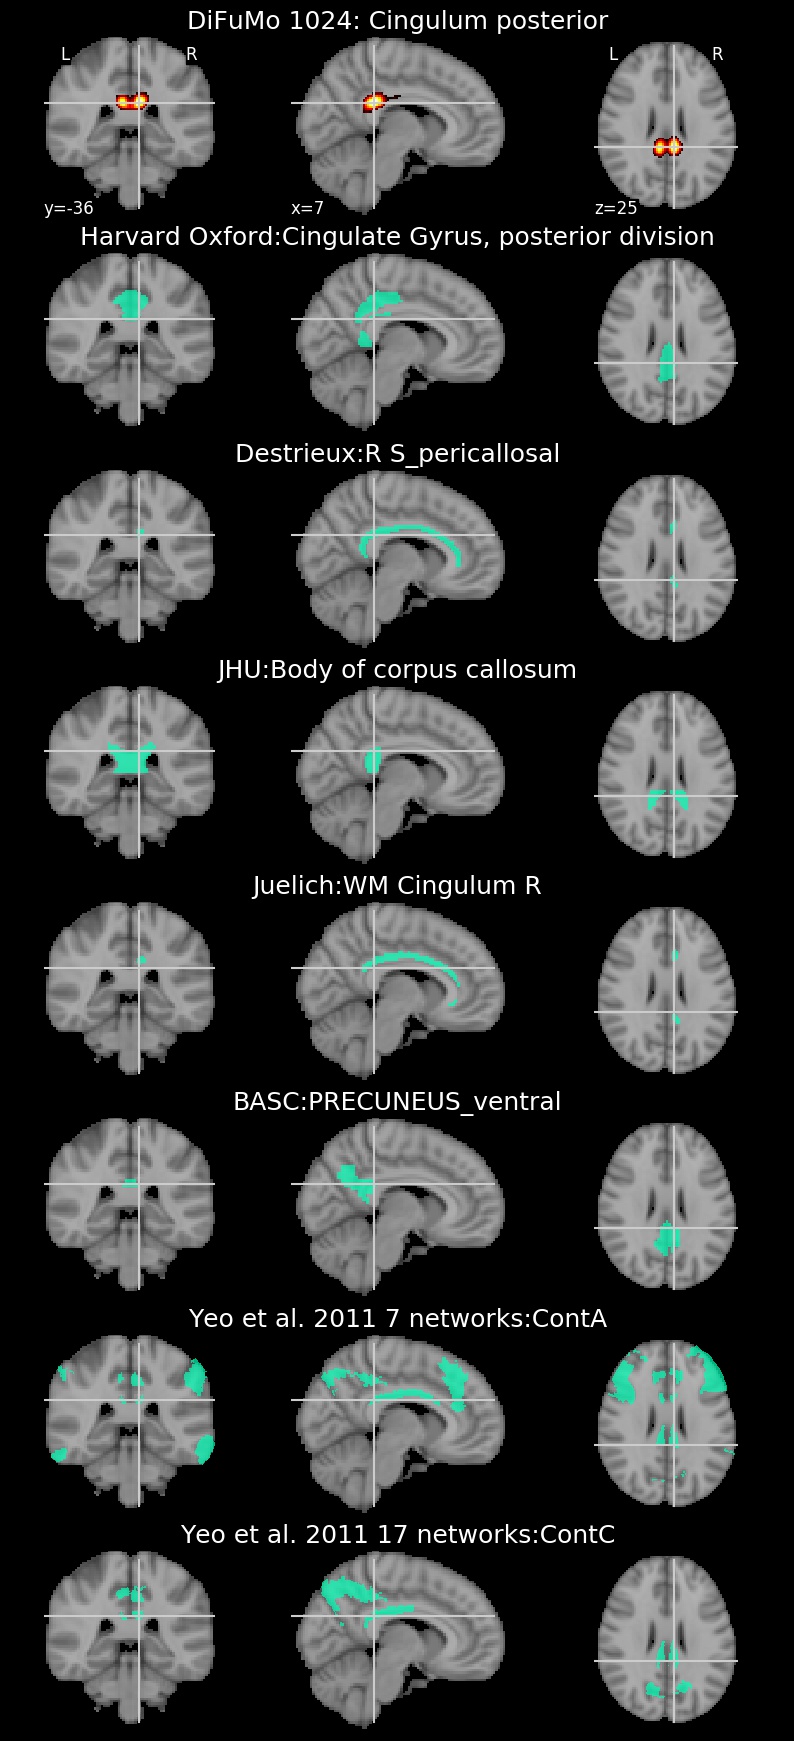 DiFuMo 1024: Cingulum posterior
L R L R
y=-36 x=7 z=25
Harvard Oxford:Cingulate Gyrus, posterior division
Destrieux:R S_pericallosal
JHU:Body of corpus callosum
Juelich:WM Cingulum R
BASC:PRECUNEUS_ventral
Yeo et al. 2011 7 networks:ContA
Yeo et al. 2011 17 networks:ContC